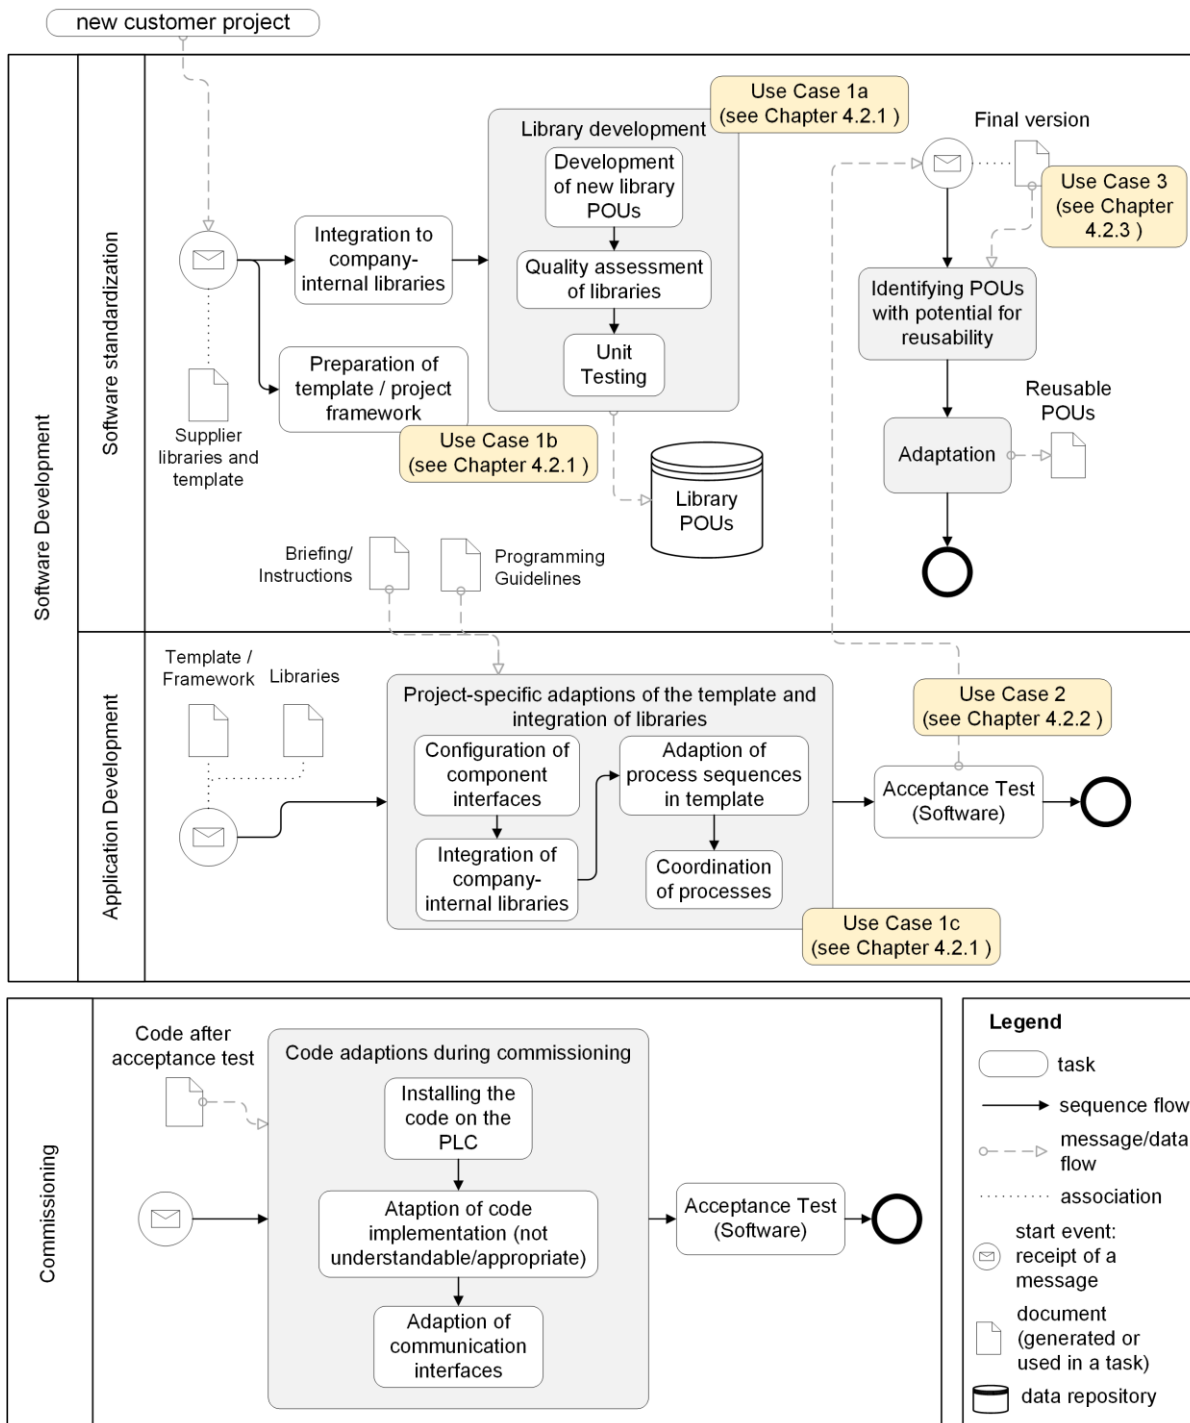 new customer project
Software Development
Software standardization
Use Case 1a
(see Chapter 4.2.1 )
Library development
Development
of new library
POUs
Quality assessment
of libraries
Unit
Testing
Integration to
company-
internal libraries
Preparation of
template / project
framework
Use Case 1b
(see Chapter 4.2.1 )
Supplier
libraries and
template
Library
POUs
Final version
Use Case 3
(see Chapter
4.2.3 )
Identifying POUs
with potential for
reusability
Reusable
POUs
Adaptation
Briefing/
Instructions
Programming
Guidelines
Application Development
Template /
Framework
Libraries
Project-specific adaptions of the template and
integration of libraries
Configuration of
component
interfaces
Integration of
company-
internal libraries
Adaption of
process sequences
in template
Coordination
of processes
Use Case 1c
(see Chapter 4.2.1 )
Use Case 2
(see Chapter 4.2.2 )
Acceptance Test
(Software)
Commissioning
Code after
acceptance test
Code adaptions during commissioning
Installing the
code on the
PLC
Ataption of code
implementation (not
understandable/appropriate)
Adaption of
communication
interfaces
Acceptance Test
(Software)
Legend
task
sequence flow
message/data
flow
association
start event:
receipt of a
message
document
(generated or
used in a task)
data repository